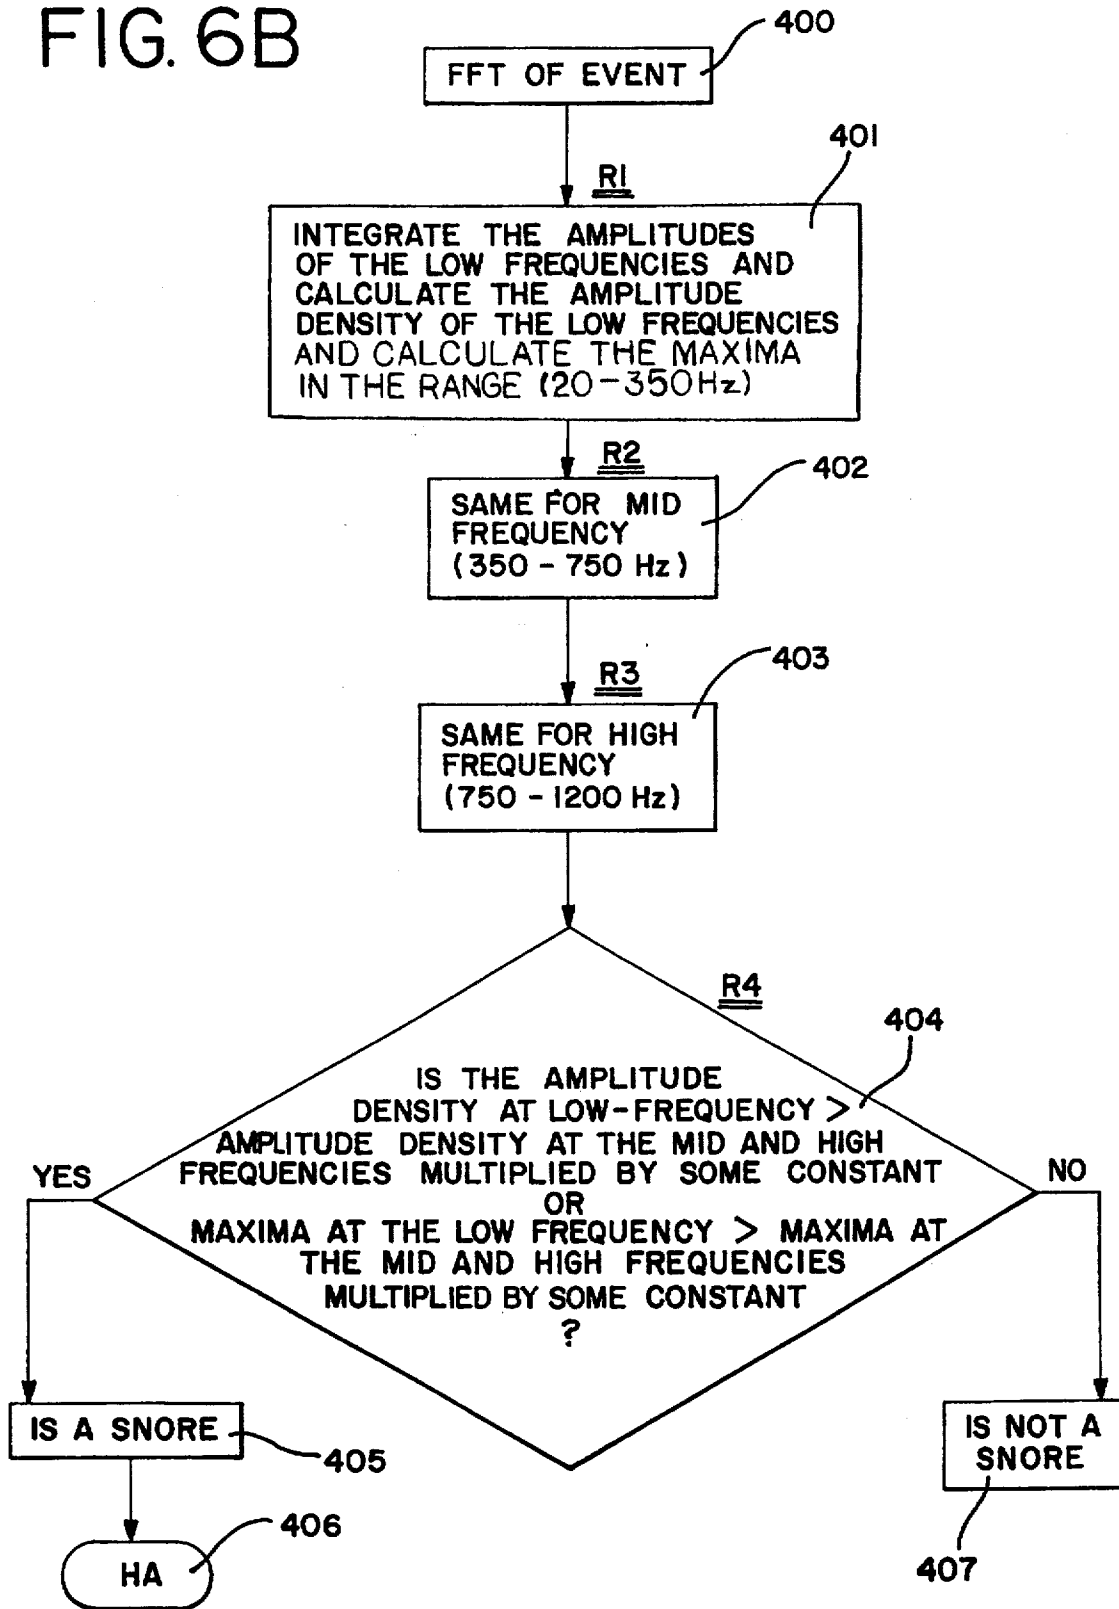 FIG. 6B
400
FFT OF EVENT
401
R1
INTEGRATE THE AMPLITUDES
OF THE LOW FREQUENCIES AND
CALCULATE THE AMPLITUDE
DENSITY OF THE LOW FREQUENCIES
AND CALCULATE THE MAXIMA
IN THE RANGE (20-350Hz)
R2
402
SAME FOR MID
FREQUENCY
(350 - 750 Hz)
R3
403
SAME FOR HIGH
FREQUENCY
(750 - 1200 Hz)
R4
404
IS THE AMPLITUDE
DENSITY AT LOW-FREQUENCY >
AMPLITUDE DENSITY AT THE MID AND HIGH
FREQUENCIES MULTIPLIED BY SOME CONSTANT
OR
MAXIMA AT THE LOW FREQUENCY > MAXIMA AT
THE MID AND HIGH FREQUENCIES
MULTIPLIED BY SOME CONSTANT
?
YES
NO
IS A SNORE
405
IS NOT A
SNORE
406
HA
407